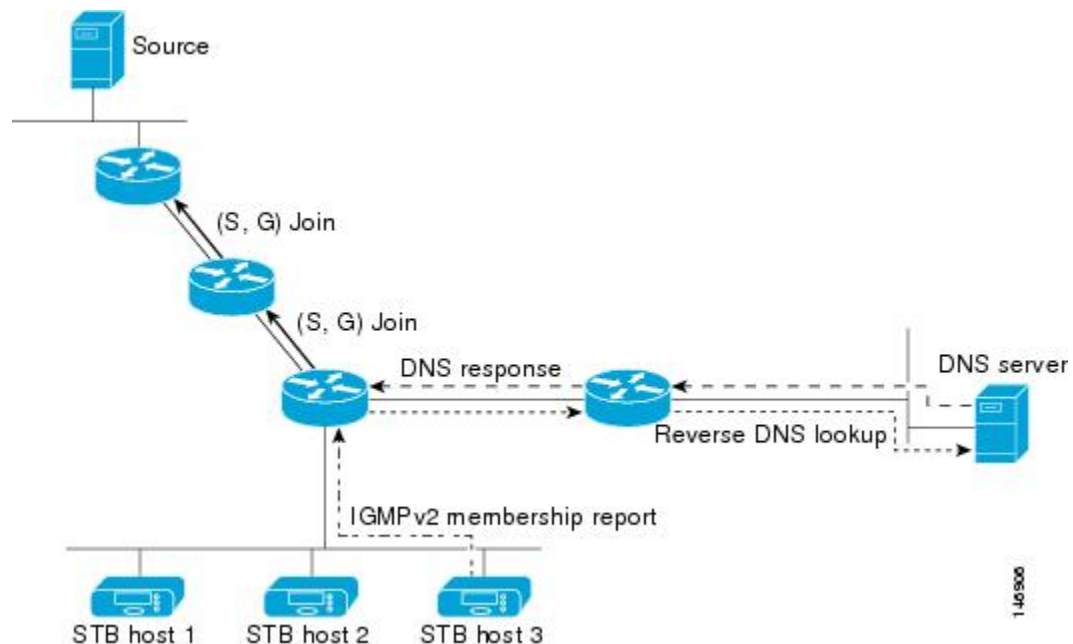 Source
(S, G) Join
(S, G) Join
DNS response
DNS server
Reverse DNS lookup
IGMPv2 membership report
STB host 1
STB host 2
STB host 3
146906